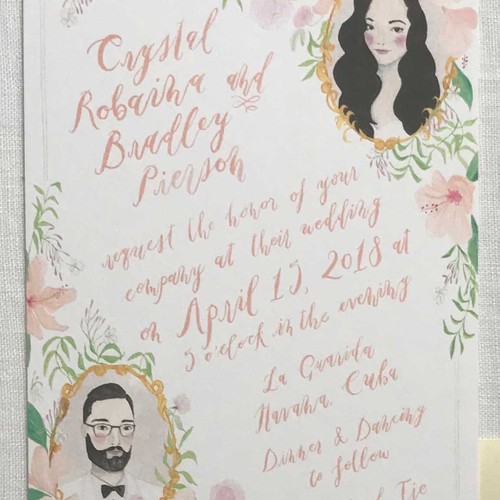 Crystal
Robaina and
Bradley
Pierson
request the honor of your
company at their wedding
on April 15, 2018 at
5 o'clock in the evening
La Guarida
Havana, Cuba
Dinner & Dancing
to follow
Tie